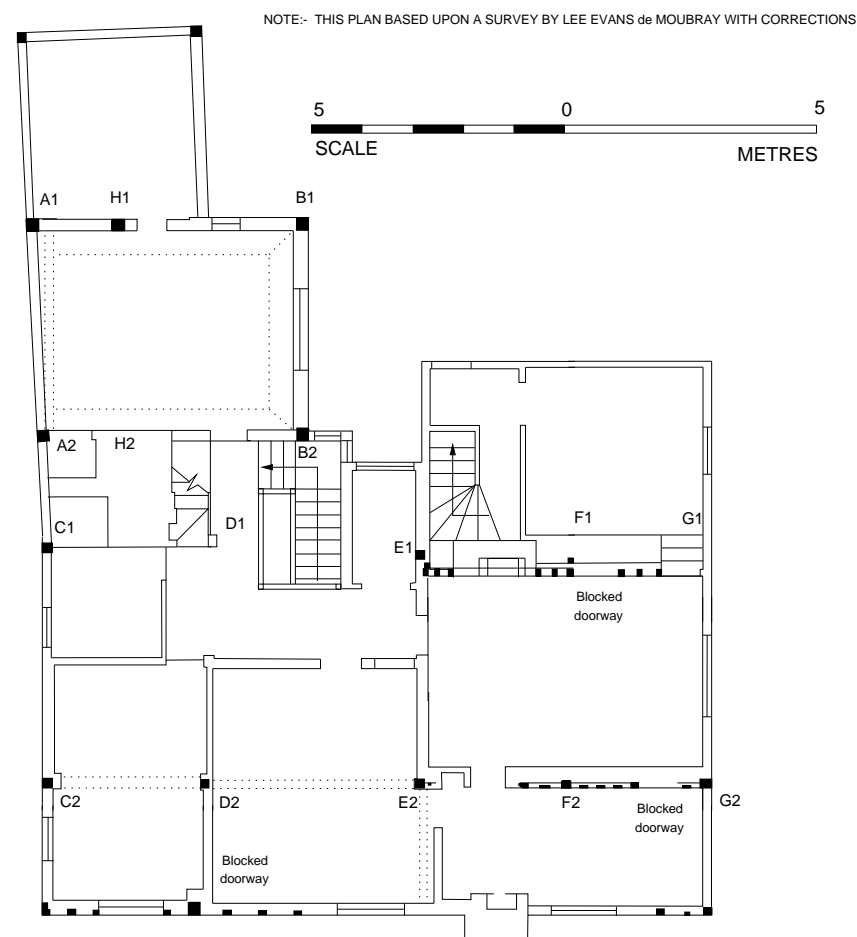 NOTE:- THIS PLAN BASED UPON A SURVEY BY LEE EVANS de MOUBRAY WITH CORRECTIONS
5 0 5
SCALE METRES
A1 H1 B1
A2 H2 B2
C1 D1 E1 F1 G1
Blocked
doorway
C2 D2 E2 F2 G2
Blocked
doorway
Blocked
doorway